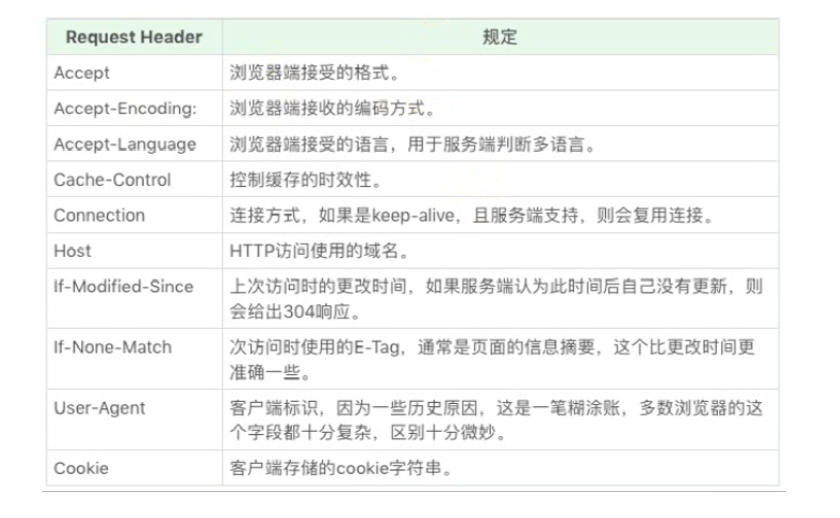 Request Header 规定
Accept 浏览器端接受的格式。
Accept-Encoding: 浏览器端接收的编码方式。
Accept-Language 浏览器端接受的语言，用于服务端判断多语言。
Cache-Control 控制缓存的时效性。
Connection 连接方式，如果是keep-alive，且服务端支持，则会复用连接。
Host HTTP访问使用的域名。
If-Modified-Since 上次访问时的更改时间，如果服务端认为此时间后自己没有更新，则
会给出304响应。
If-None-Match 次访问时使用的E-Tag，通常是页面的信息摘要，这个比更改时间更
准确一些。
User-Agent 客户端标识，因为一些历史原因，这是一笔糊涂账，多数浏览器的这
个字段都十分复杂，区别十分微妙。
Cookie 客户端存储的cookie字符串。